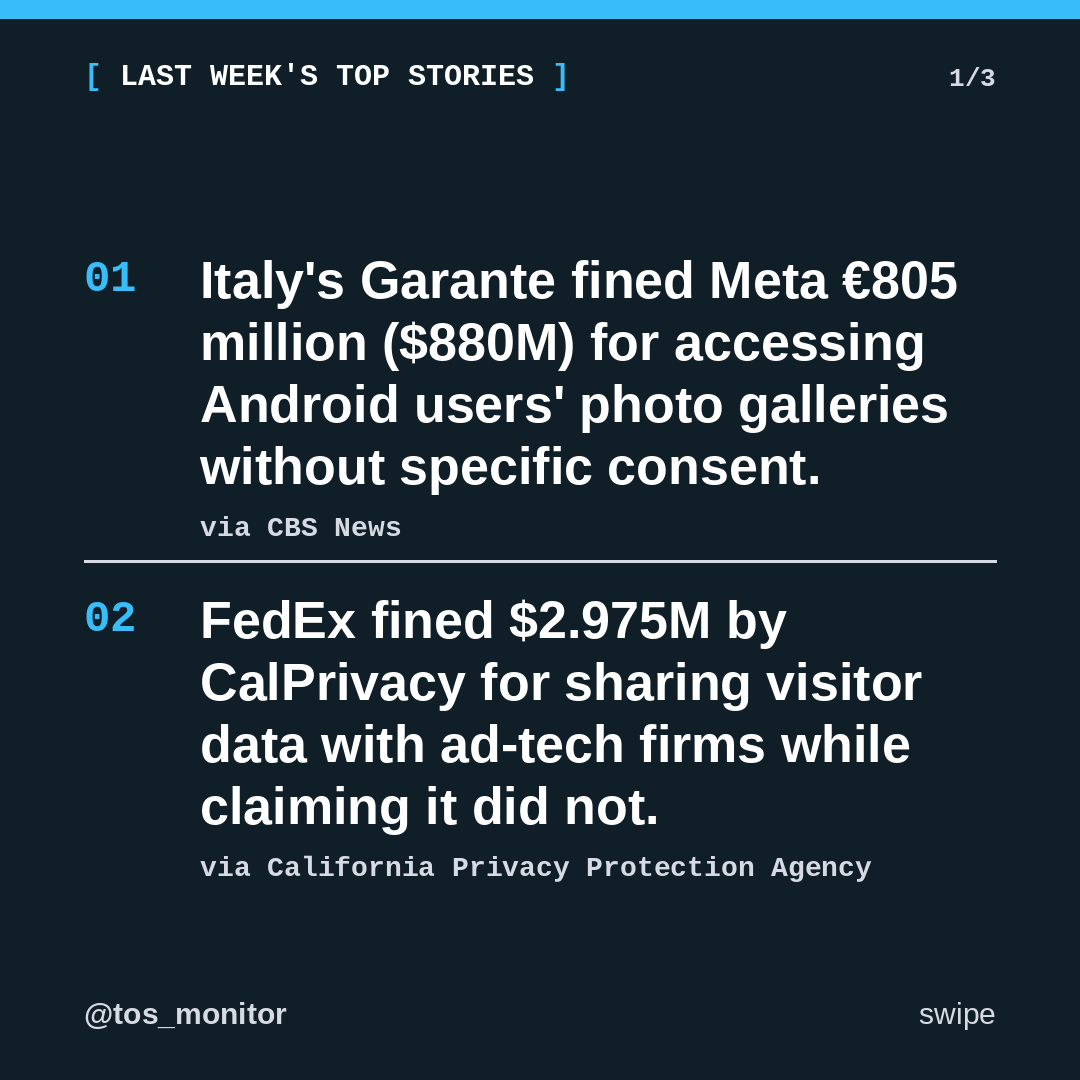 [ LAST WEEK'S TOP STORIES ]
1/3
01
Italy's Garante fined Meta €805
million ($880M) for accessing
Android users' photo galleries
without specific consent.
via CBS News
02
FedEx fined $2.975M by
CalPrivacy for sharing visitor
data with ad-tech firms while
claiming it did not.
via California Privacy Protection Agency
@tos_monitor
swipe